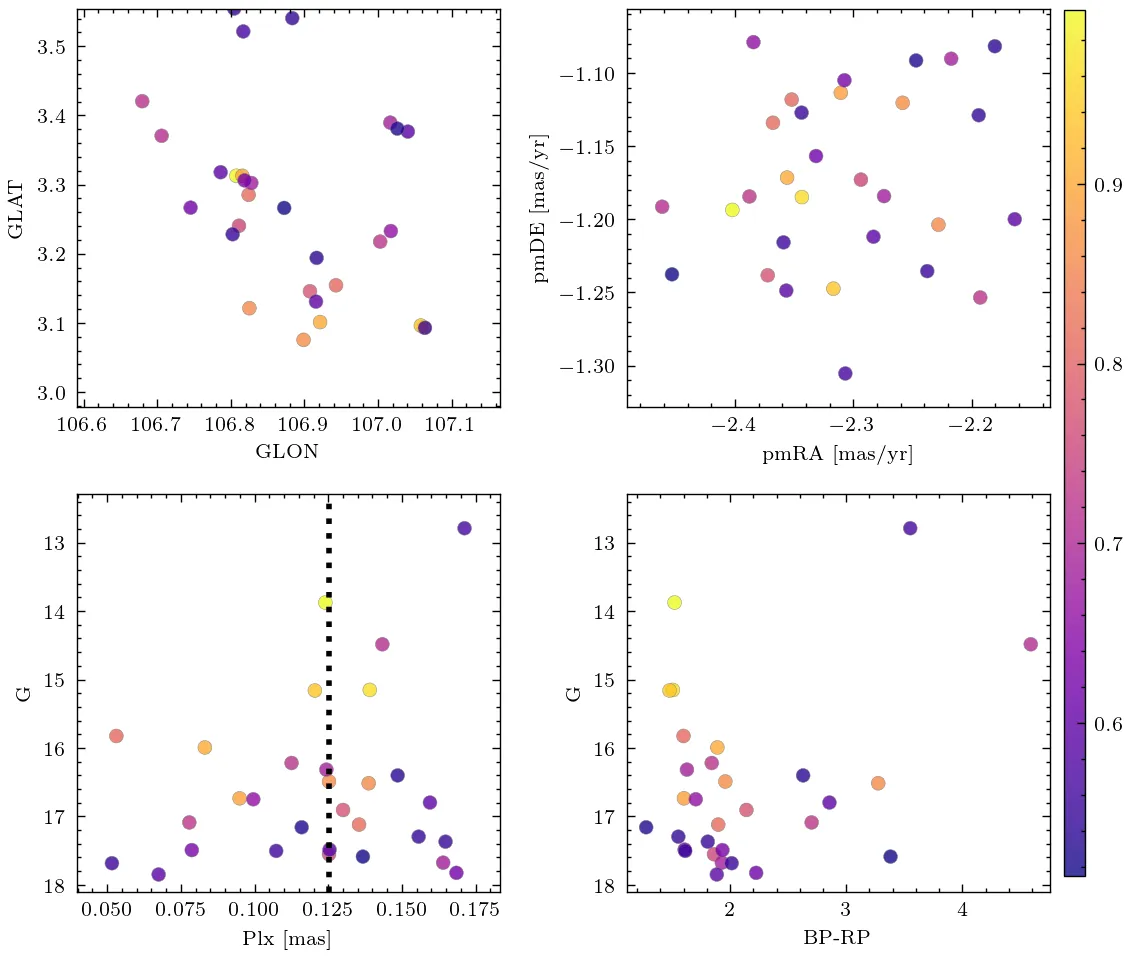 3.5
3.4
3.3
3.2
3.1
3.0
GLAT
106.6 106.7 106.8 106.9 107.0 107.1
GLON
−1.10
−1.15
−1.20
−1.25
−1.30
pmDE [mas/yr]
−2.4 −2.3 −2.2
pmRA [mas/yr]
0.9
0.8
0.7
0.6
13
14
15
16
17
18
G
0.050 0.075 0.100 0.125 0.150 0.175
Plx [mas]
13
14
15
16
17
18
G
2 3 4
BP-RP